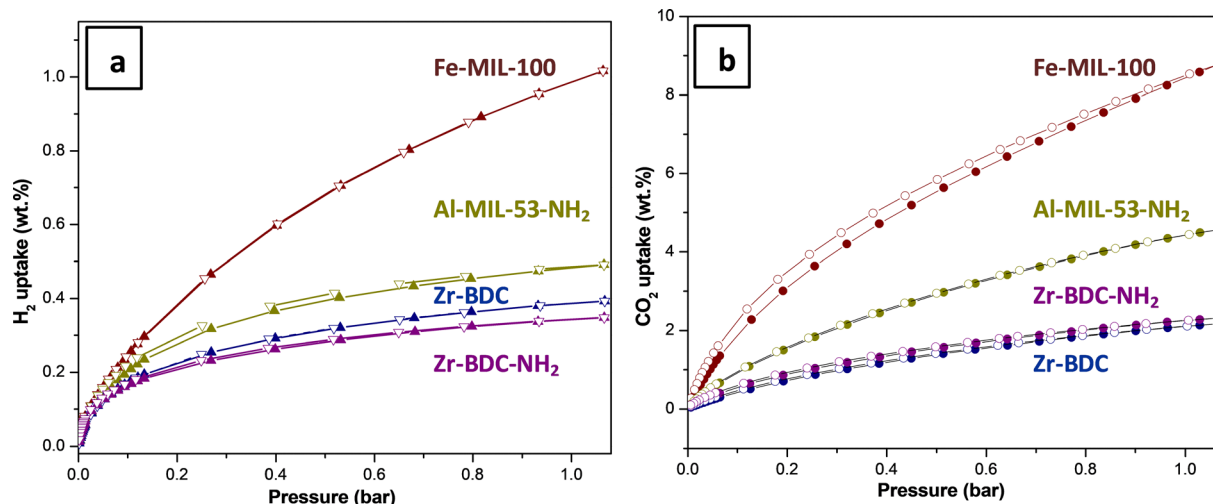 a
Fe-MIL-100
Al-MIL-53-NH₂
Zr-BDC
Zr-BDC-NH₂
H₂ uptake (wt.%)
1.0
0.8
0.6
0.4
0.2
0.0
0.0 0.2 0.4 0.6 0.8 1.0
Pressure (bar)
b
Fe-MIL-100
Al-MIL-53-NH₂
Zr-BDC-NH₂
Zr-BDC
CO₂ uptake (wt.%)
10
8
6
4
2
0
0.0 0.2 0.4 0.6 0.8 1.0
Pressure (bar)